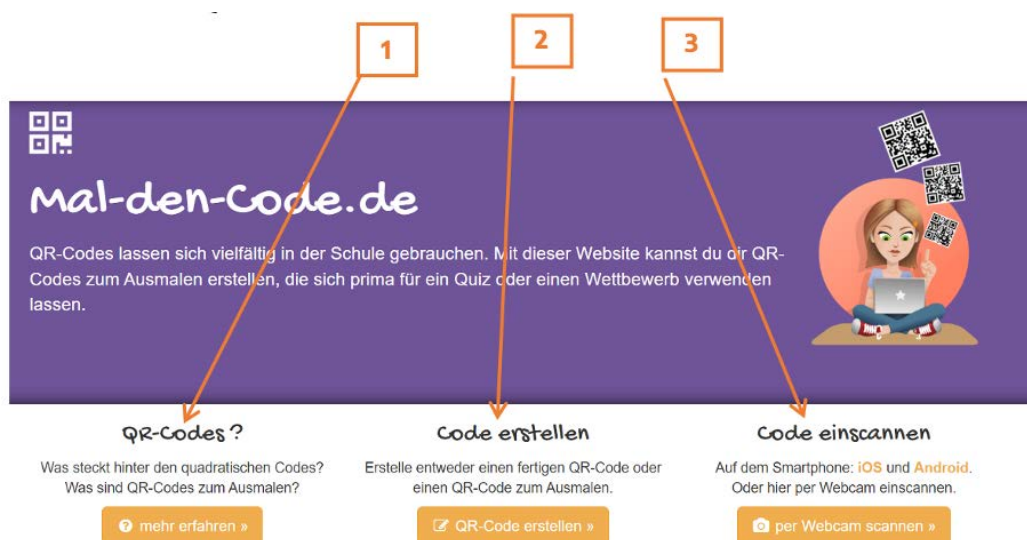 1
2
3
Mal-den-Code.de
QR-Codes lassen sich vielfältig in der Schule gebrauchen. Mit dieser Website kannst du dir QR-
Codes zum Ausmalen erstellen, die sich prima für ein Quiz oder einen Wettbewerb verwenden
lassen.
QR-Codes?
Was steckt hinter den quadratischen Codes?
Was sind QR-Codes zum Ausmalen?
mehr erfahren »
Code erstellen
Erstelle entweder einen fertigen QR-Code oder
einen QR-Code zum Ausmalen.
QR-Code erstellen »
Code einscannen
Auf dem Smartphone: iOS und Android.
Oder hier per Webcam einscannen.
per Webcam scannen »